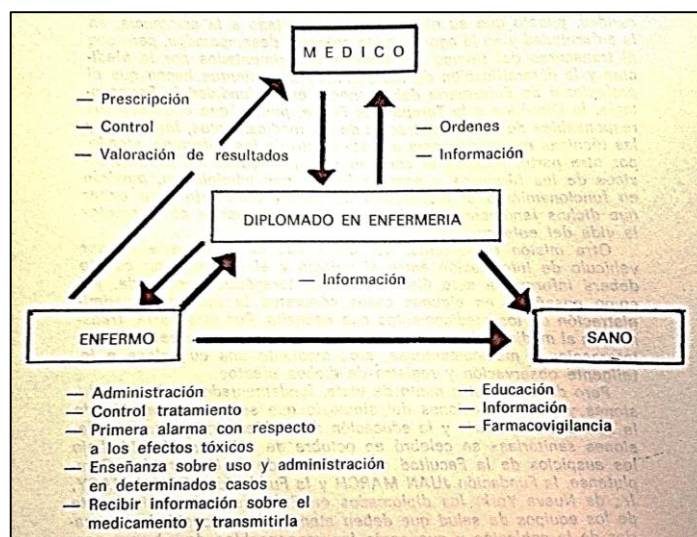 MEDICO
— Prescripción
— Control
— Valoración de resultados
— Ordenes
— Información
DIPLOMADO EN ENFERMERIA
— Información
ENFERMO
SANO
— Administración
— Control tratamiento
— Primera alarma con respecto
a los efectos tóxicos
— Enseñanza sobre uso y administración
en determinados casos
— Recibir información sobre el
medicamento y transmitirla
— Educación
— Información
— Farmacovigilancia